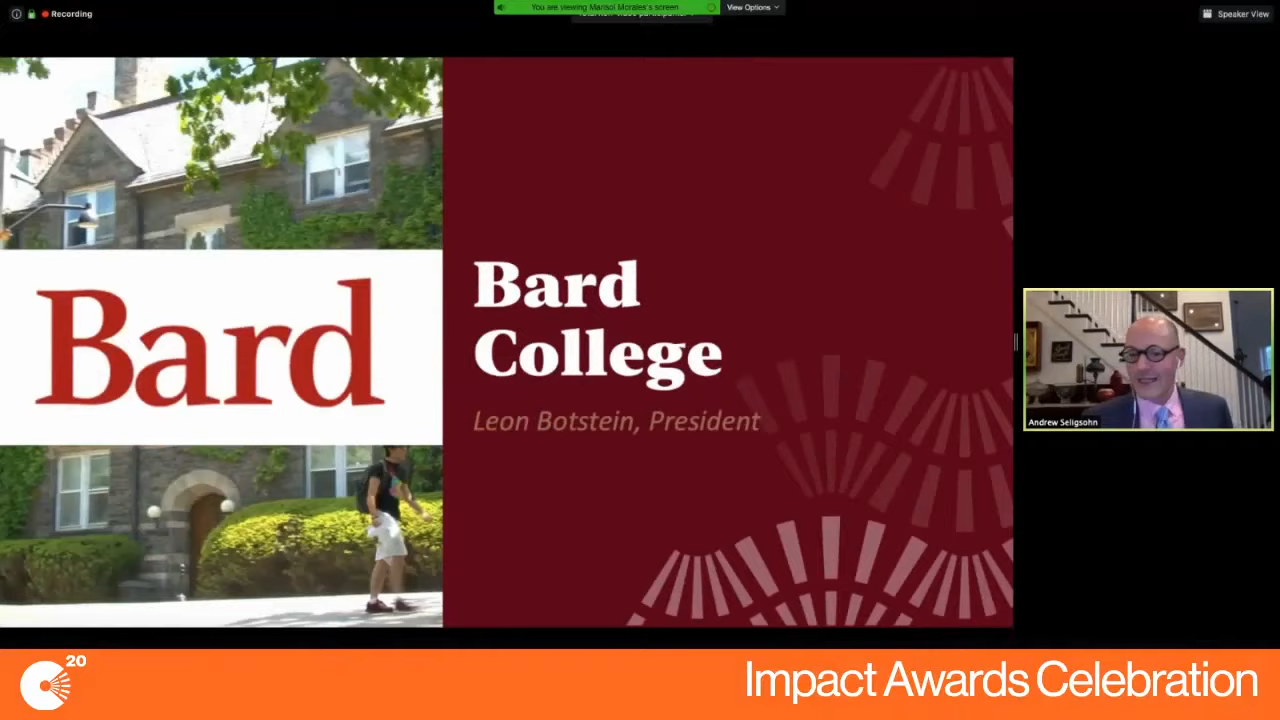 Recording
You are viewing Marisol Morales's screen
View Options
Speaker View
Bard
Bard
College
Leon Botstein, President
Andrew Seligsohn
20
Impact Awards Celebration